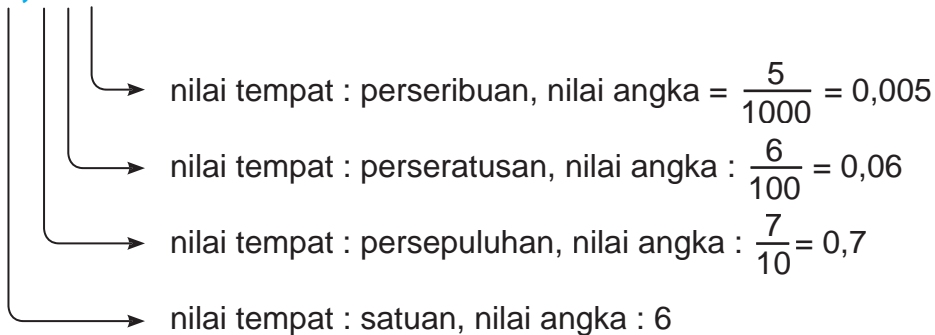 nilai tempat : perseribuan, nilai angka = 5/1000 = 0,005
nilai tempat : perseratusan, nilai angka : 6/100 = 0,06
nilai tempat : persepuluhan, nilai angka : 7/10 = 0,7
nilai tempat : satuan, nilai angka : 6